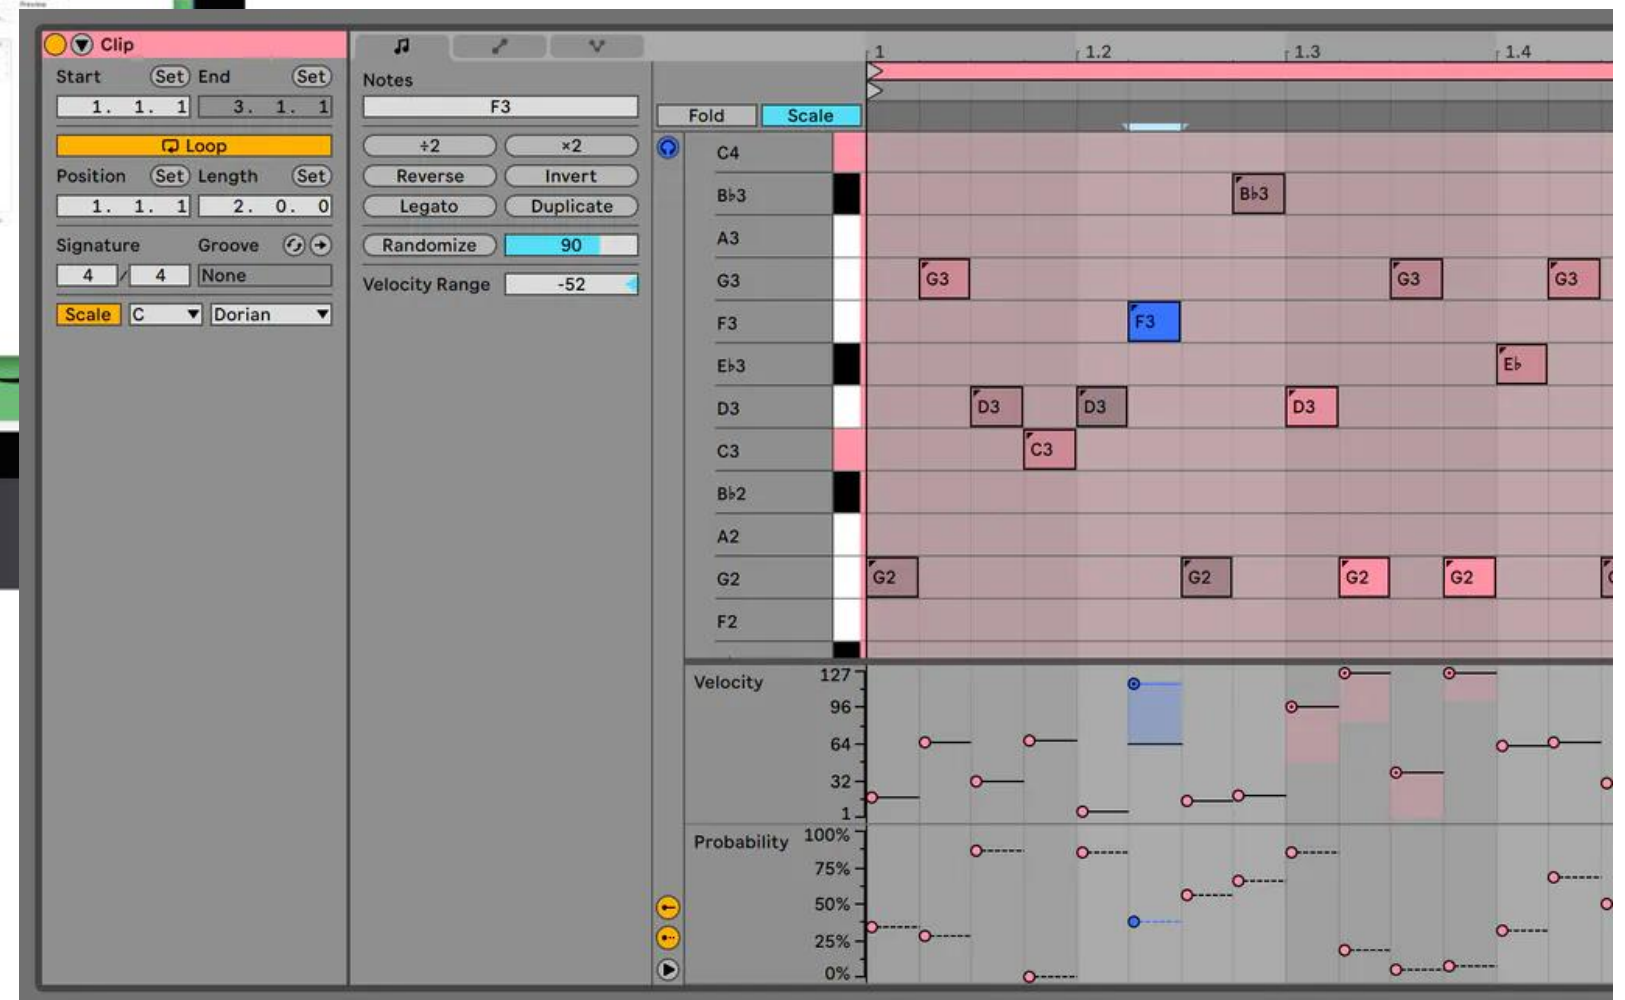 Preview
Clip
Start Set End Set
1. 1. 1 3. 1. 1
Loop
Position Set Length Set
1. 1. 1 2. 0. 0
Signature Groove
4 / 4 None
Scale C Dorian
Notes
F3
÷2 ×2
Reverse Invert
Legato Duplicate
Randomize 90
Velocity Range -52
1 1.2 1.3 1.4
Fold Scale
C4
B♭3 B♭3
A3
G3 G3 G3 G3
F3 F3
E♭3 E♭
D3 D3 D3 D3
C3 C3
B♭2
A2
G2 G2 G2 G2 G2
F2
Velocity 127
96
64
32
1
Probability 100%
75%
50%
25%
0%